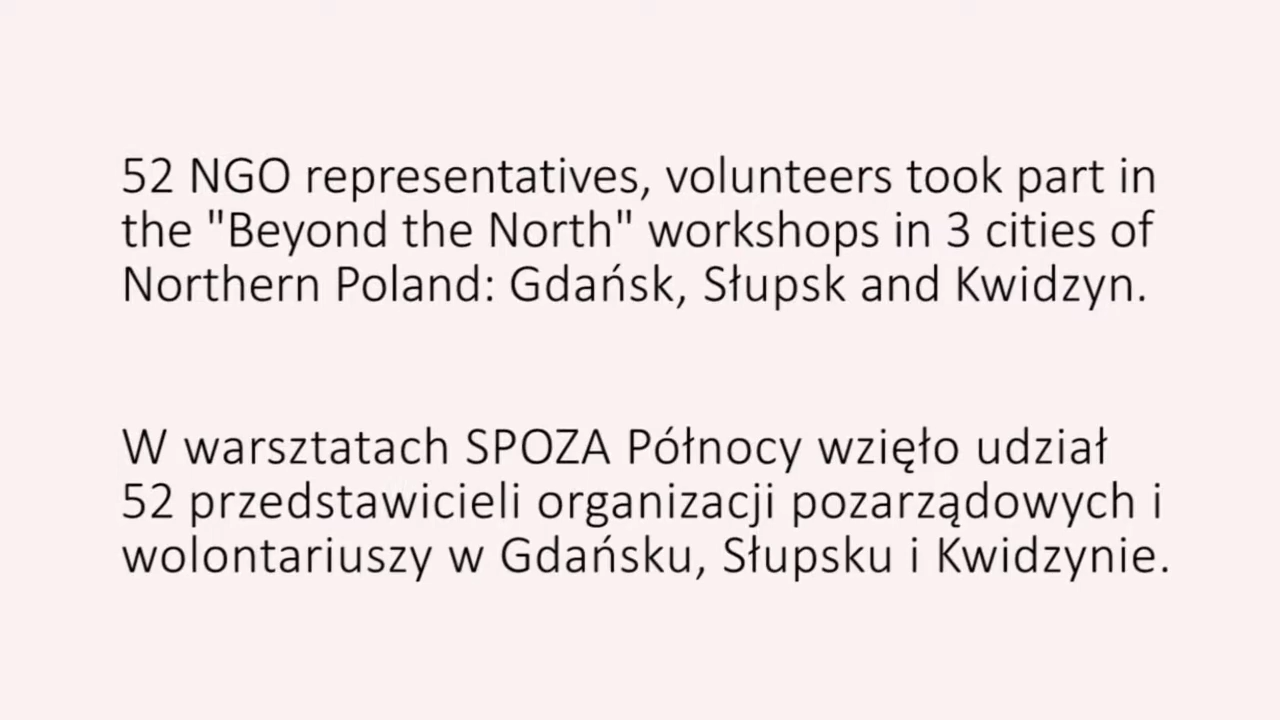 52 NGO representatives, volunteers took part in
the "Beyond the North" workshops in 3 cities of
Northern Poland: Gdańsk, Słupsk and Kwidzyn.
W warsztatach SPOZA Północy wzięło udział
52 przedstawicieli organizacji pozarządowych i
wolontariuszy w Gdańsku, Słupsku i Kwidzynie.